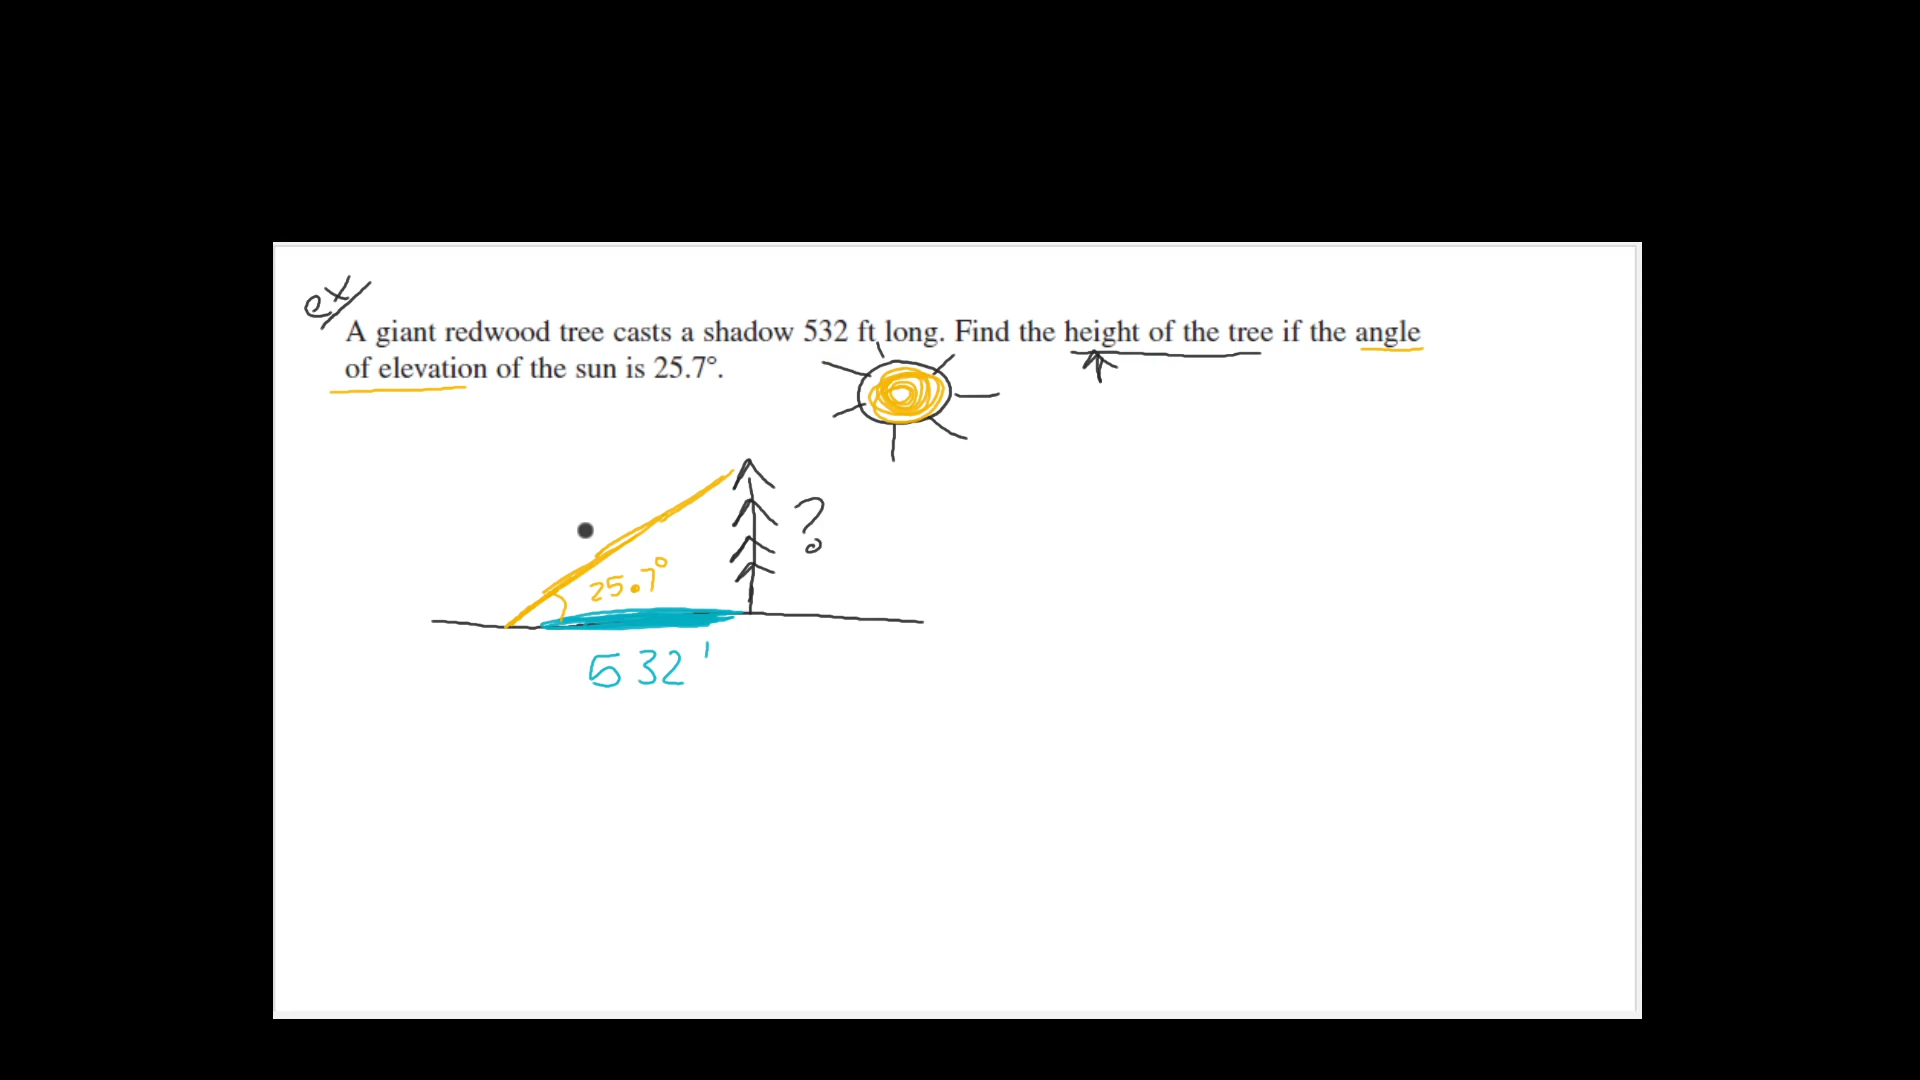 ex/
A giant redwood tree casts a shadow 532 ft long. Find the height of the tree if the angle
of elevation of the sun is 25.7°.
?
25.7°
532'